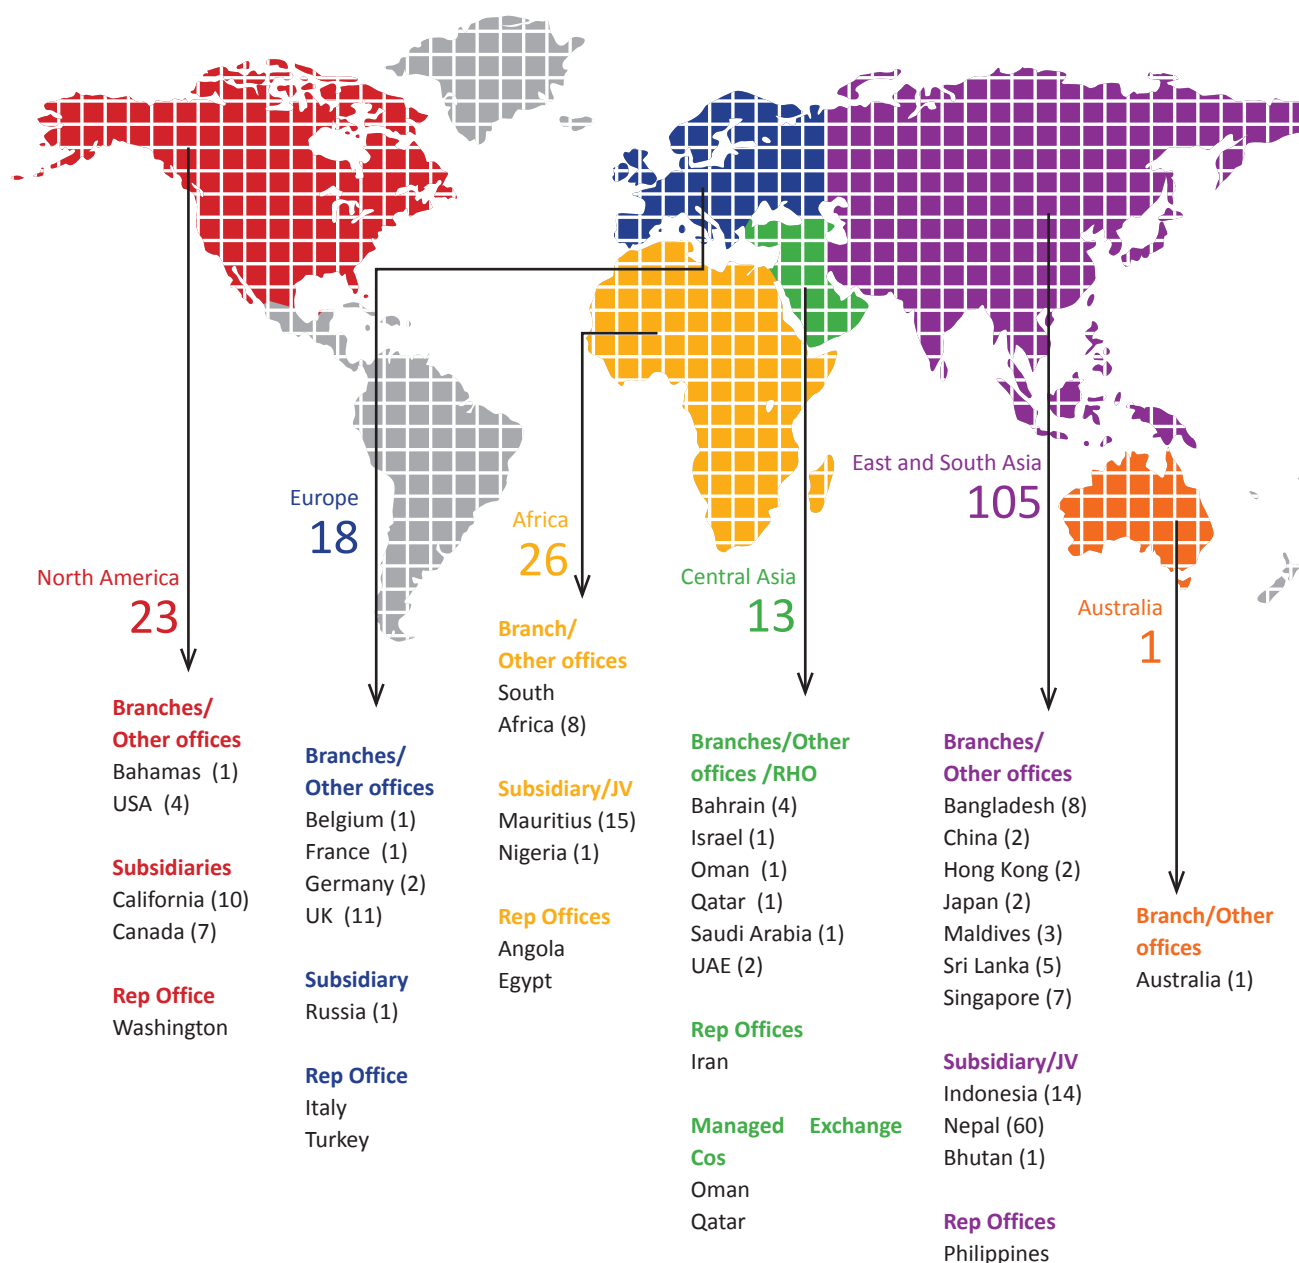 North America
23
Branches/
Other offices
Bahamas (1)
USA (4)
Subsidiaries
California (10)
Canada (7)
Rep Office
Washington
Europe
18
Branches/
Other offices
Belgium (1)
France (1)
Germany (2)
UK (11)
Subsidiary
Russia (1)
Rep Office
Italy
Turkey
Africa
26
Branch/
Other offices
South
Africa (8)
Subsidiary/JV
Mauritius (15)
Nigeria (1)
Rep Offices
Angola
Egypt
Central Asia
13
Branches/Other
offices /RHO
Bahrain (4)
Israel (1)
Oman (1)
Qatar (1)
Saudi Arabia (1)
UAE (2)
Rep Offices
Iran
Managed Exchange
Cos
Oman
Qatar
East and South Asia
105
Branches/
Other offices
Bangladesh (8)
China (2)
Hong Kong (2)
Japan (2)
Maldives (3)
Sri Lanka (5)
Singapore (7)
Subsidiary/JV
Indonesia (14)
Nepal (60)
Bhutan (1)
Rep Offices
Philippines
Australia
1
Branch/Other
offices
Australia (1)